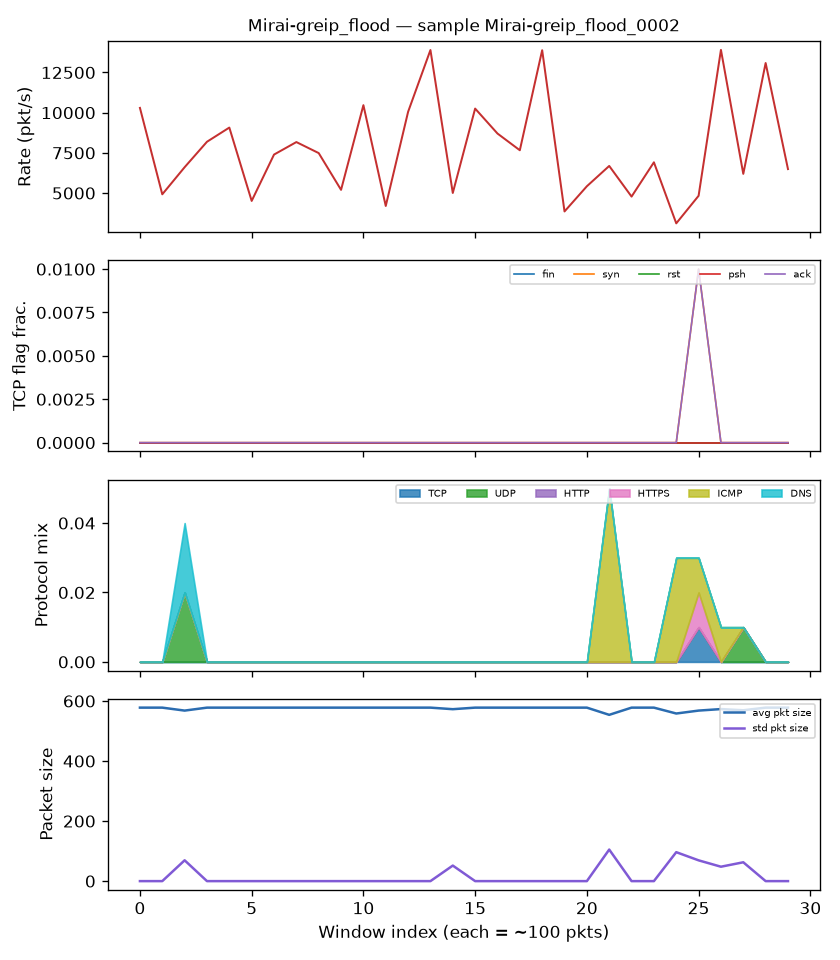 Mirai-greip_flood — sample Mirai-greip_flood_0002
Rate (pkt/s)
12500
10000
7500
5000
TCP flag frac.
0.0100
0.0075
0.0050
0.0025
0.0000
fin syn rst psh ack
Protocol mix
0.04
0.02
0.00
TCP UDP HTTP HTTPS ICMP DNS
Packet size
600
400
200
0
avg pkt size
std pkt size
0 5 10 15 20 25 30
Window index (each = ~100 pkts)